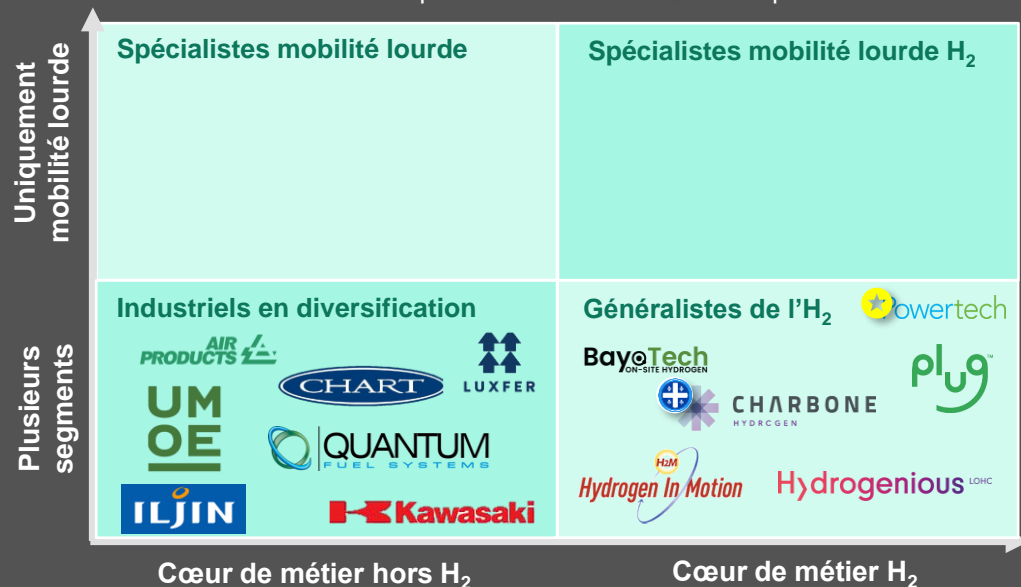 Uniquement
mobilité lourde
Spécialistes mobilité lourde
Spécialistes mobilité lourde H₂
Plusieurs
segments
Industriels en diversification
AIR
PRODUCTS
CHART
LUXFER
UM
OE
QUANTUM
FUEL SYSTEMS
ILJIN
Kawasaki
Généralistes de l'H₂
Powertech
BayoTech
ON-SITE HYDROGEN
plug™
CHARBONE
HYDROGEN
H2M
Hydrogen In Motion
Hydrogenious LOHC
Cœur de métier hors H₂
Cœur de métier H₂